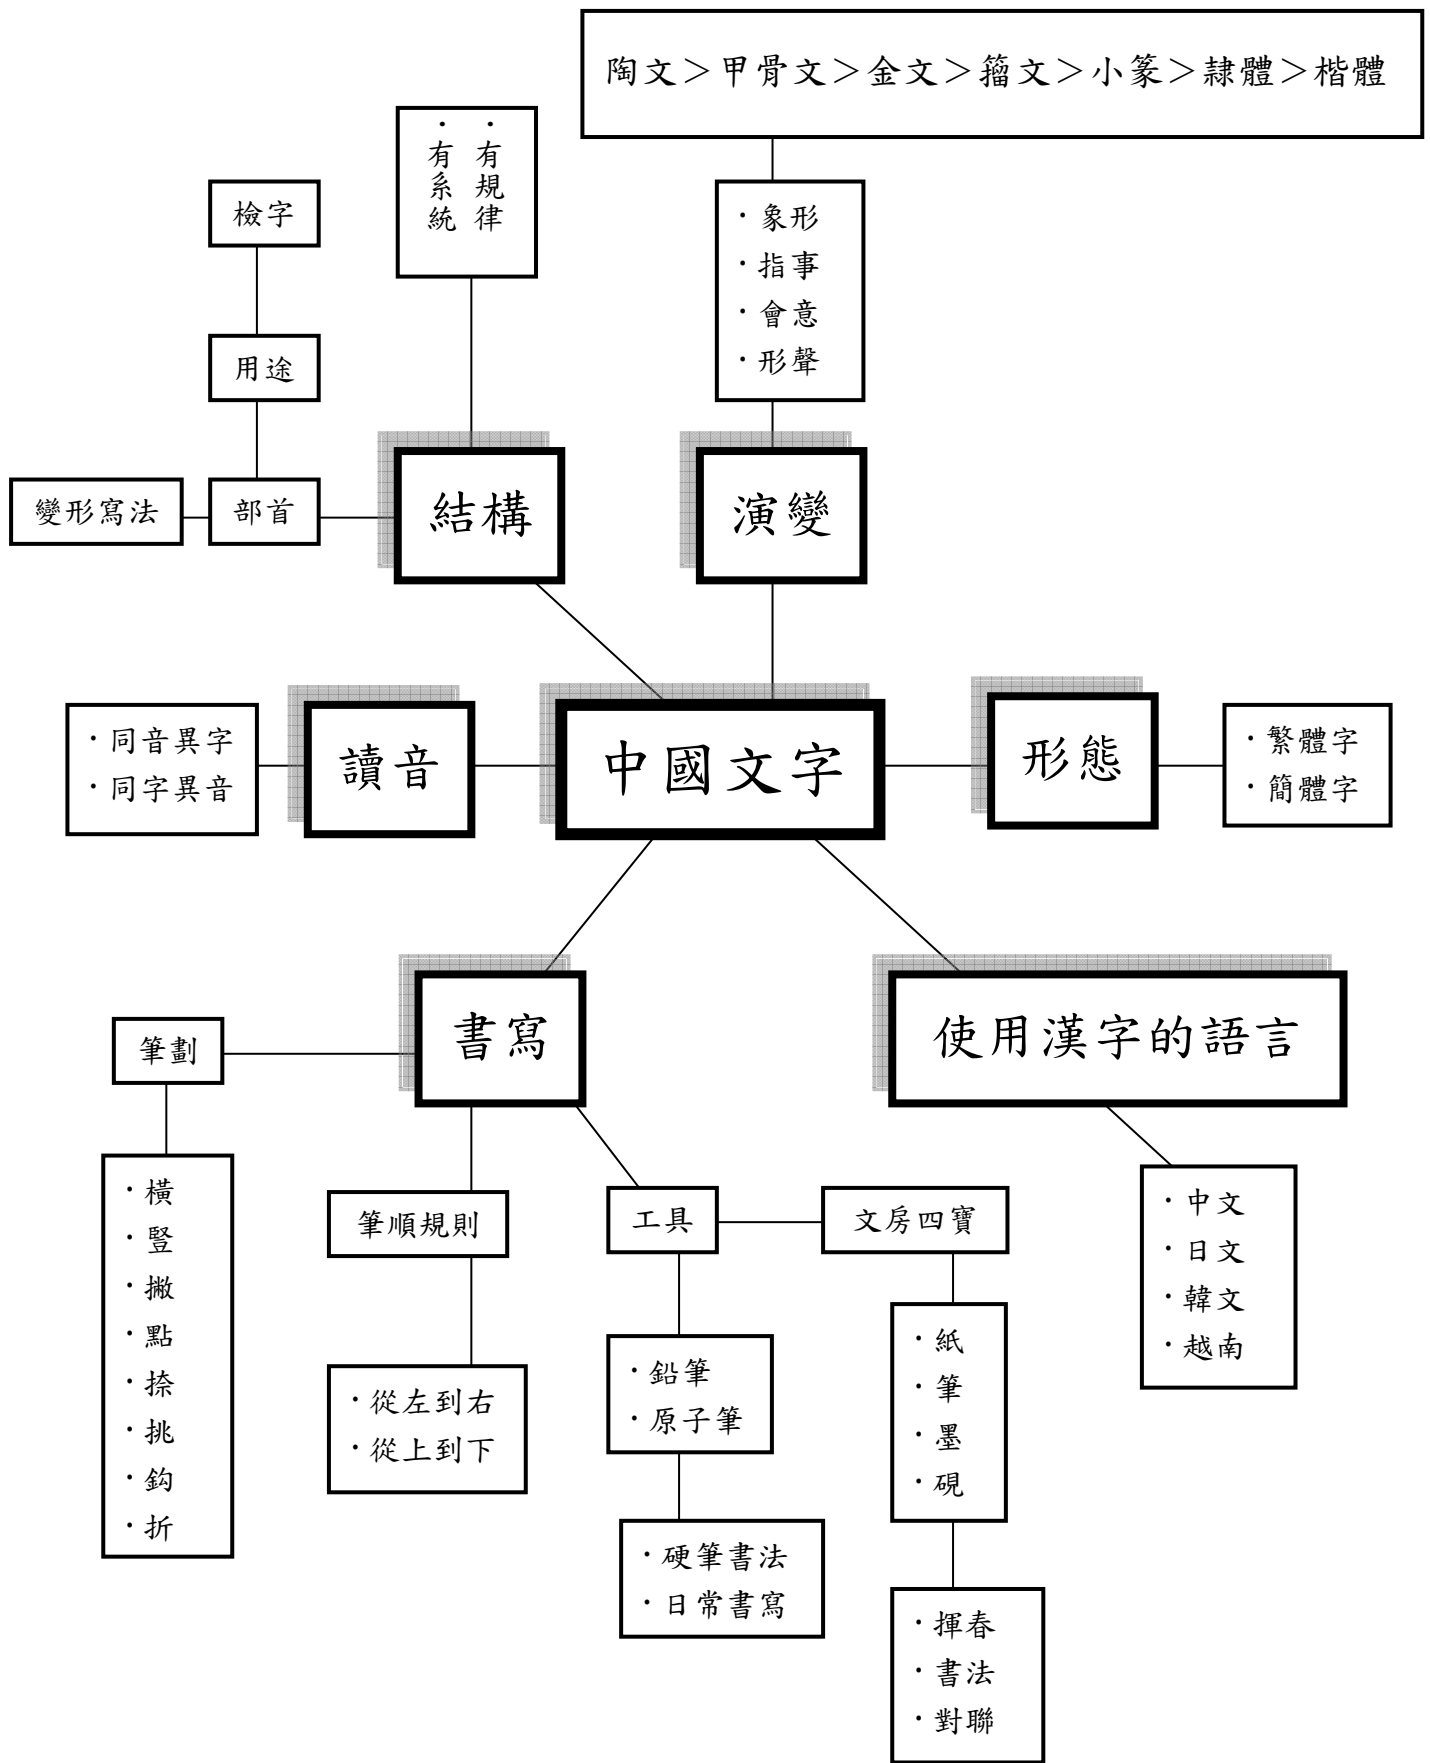 陶文＞甲骨文＞金文＞籀文＞小篆＞隸體＞楷體
・有規律
・有系統
檢字
・象形
・指事
・會意
・形聲
用途
變形寫法
部首
結構
演變
・同音異字
・同字異音
讀音
中國文字
形態
・繁體字
・簡體字
書寫
使用漢字的語言
筆劃
・橫
・豎
・撇
・點
・捺
・挑
・鈎
・折
筆順規則
・從左到右
・從上到下
工具
文房四寶
・鉛筆
・原子筆
・硬筆書法
・日常書寫
・紙
・筆
・墨
・硯
・揮春
・書法
・對聯
・中文
・日文
・韓文
・越南